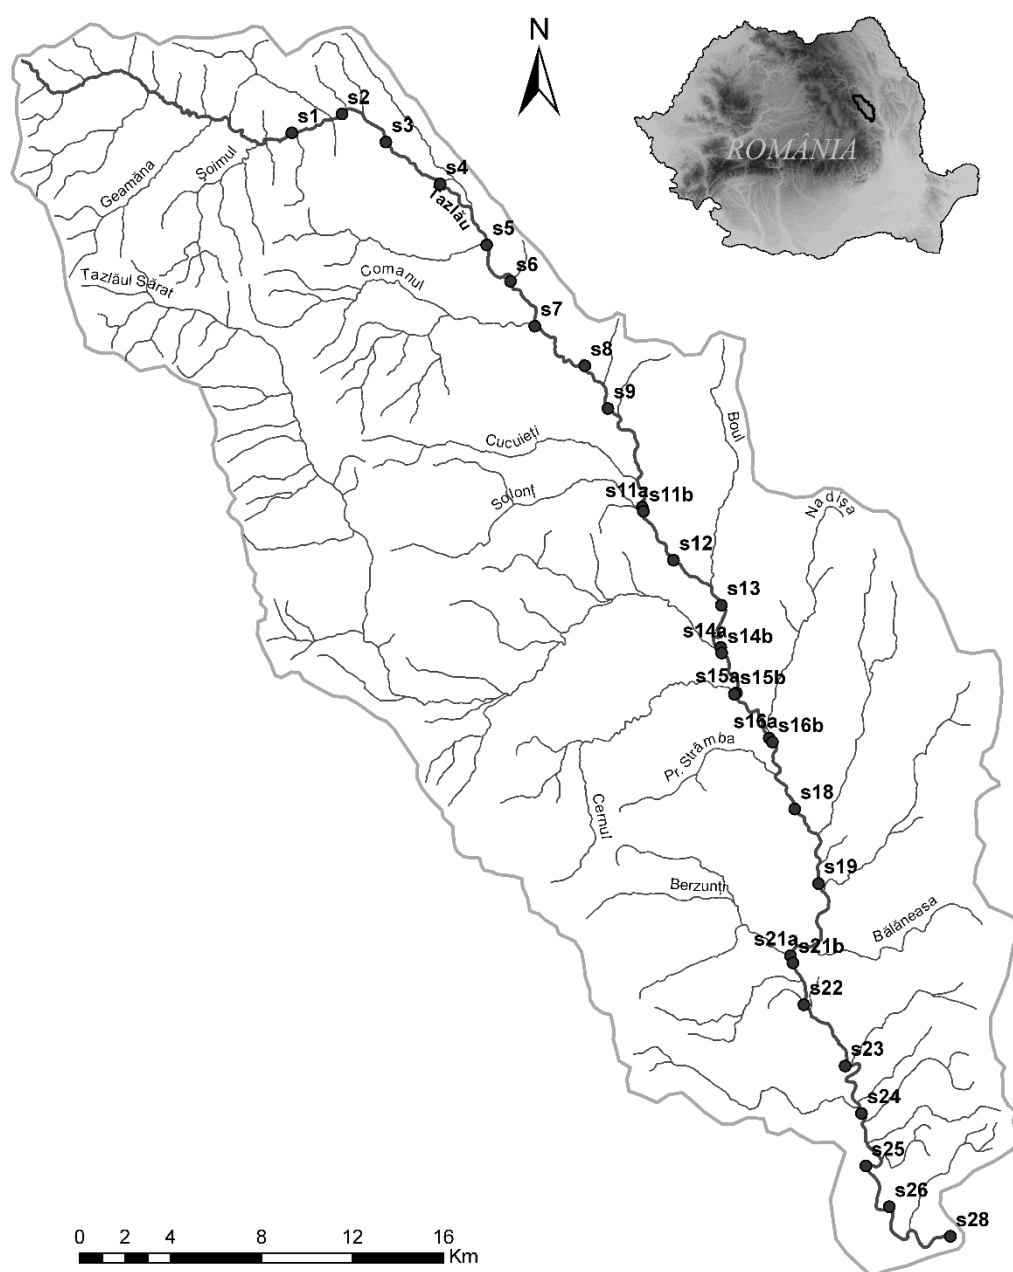 N
s1
s2
s3
s4
Tazlău
s5
s6
s7
s8
s9
s11a
s11b
s12
s13
s14a
s14b
s15a
s15b
s16a
s16b
s18
s19
s21a
s21b
s22
s23
s24
s25
s26
s28
ROMÂNIA
Geamăna
Șoimul
Tazlăul Sărat
Comanul
Cucuieți
Solonț
Boul
Nadișa
Pr. Strâmba
Cernul
Berzunți
Bălăneasa
0 2 4 8 12 16
Km